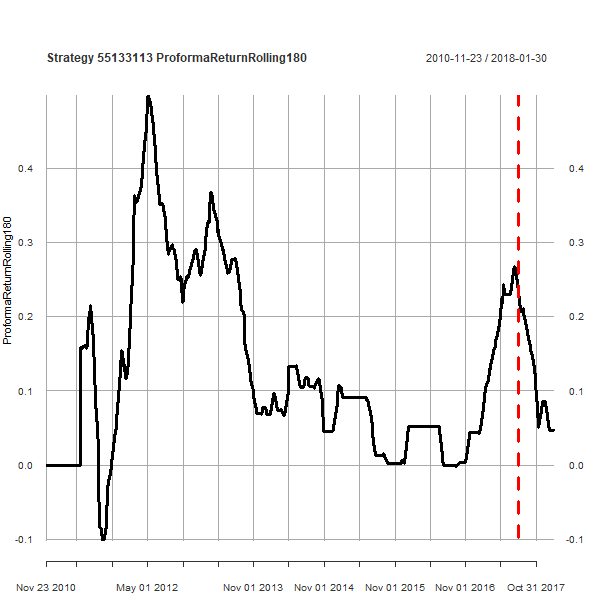 Strategy 55133113 ProformaReturnRolling180 2010-11-23 / 2018-01-30
ProformaReturnRolling180
0.4 0.4
0.3 0.3
0.2 0.2
0.1 0.1
0.0 0.0
-0.1 -0.1
Nov 23 2010 May 01 2012 Nov 01 2013 Nov 01 2014 Nov 01 2015 Nov 01 2016 Oct 31 2017